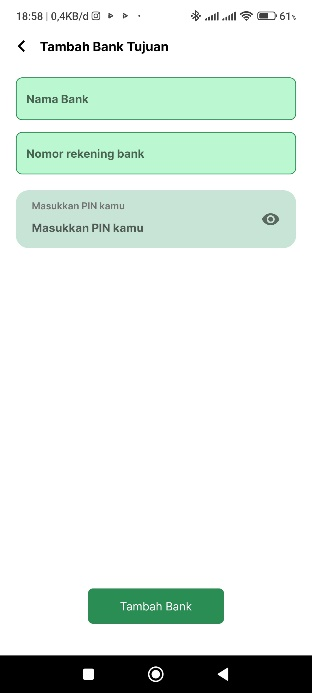 18:58 | 0,4KB/d 61%
Tambah Bank Tujuan
Nama Bank
Nomor rekening bank
Masukkan PIN kamu
Masukkan PIN kamu
Tambah Bank